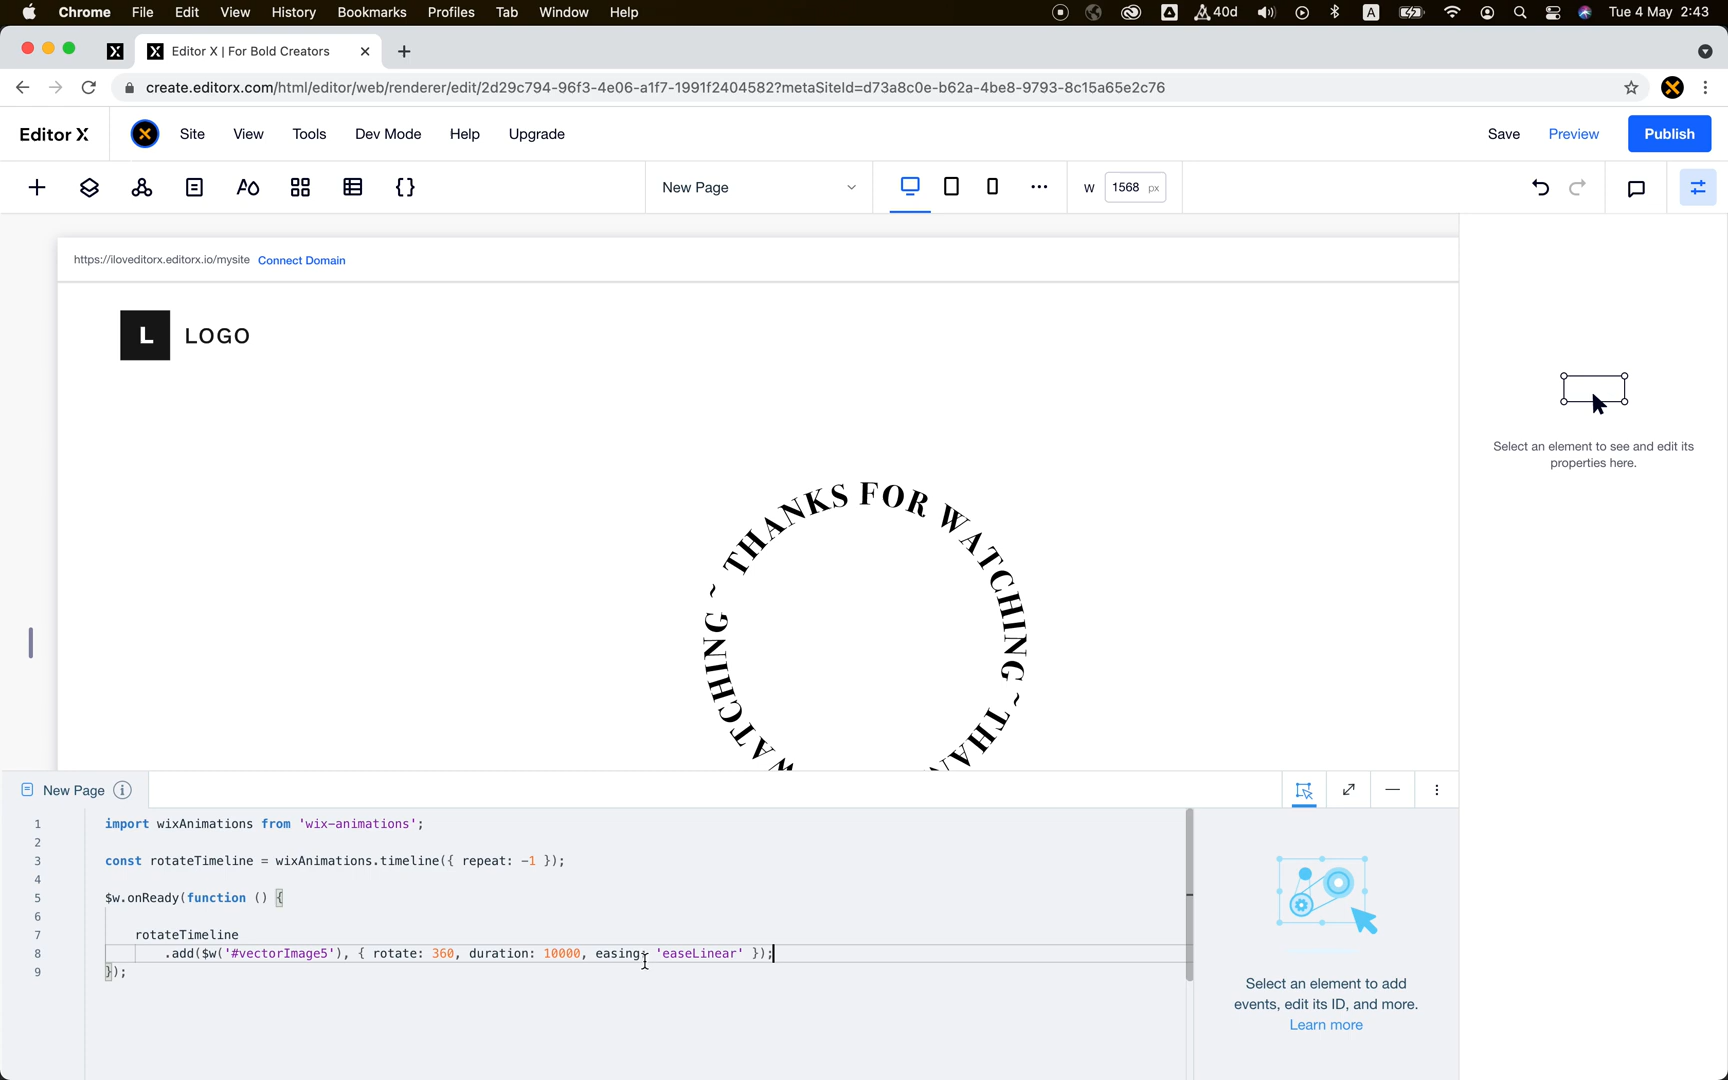 Chrome File Edit View History Bookmarks Profiles Tab Window Help A 40d A Tue 4 May 2:43
X X Editor X | For Bold Creators
create.editorx.com/html/editor/web/renderer/edit/2d29c794-96f3-4e06-a1f7-1991f2404582?metaSiteId=d73a8c0e-b62a-4be8-9793-8c15a65e2c76
Editor X Site View Tools Dev Mode Help Upgrade Save Preview Publish
New Page W 1568 px
https://iloveditorx.editorx.io/mysite Connect Domain
L LOGO
THANKS FOR WATCHING ~ THAN
WATCHING ~
Select an element to see and edit its
properties here.
New Page
1 import wixAnimations from 'wix-animations';
2
3 const rotateTimeline = wixAnimations.timeline({ repeat: -1 });
4
5 $w.onReady(function () {
6
7 rotateTimeline
8 .add($w('#vectorImage5'), { rotate: 360, duration: 10000, easing: 'easeLinear' });
9 });
Select an element to add
events, edit its ID, and more.
Learn more